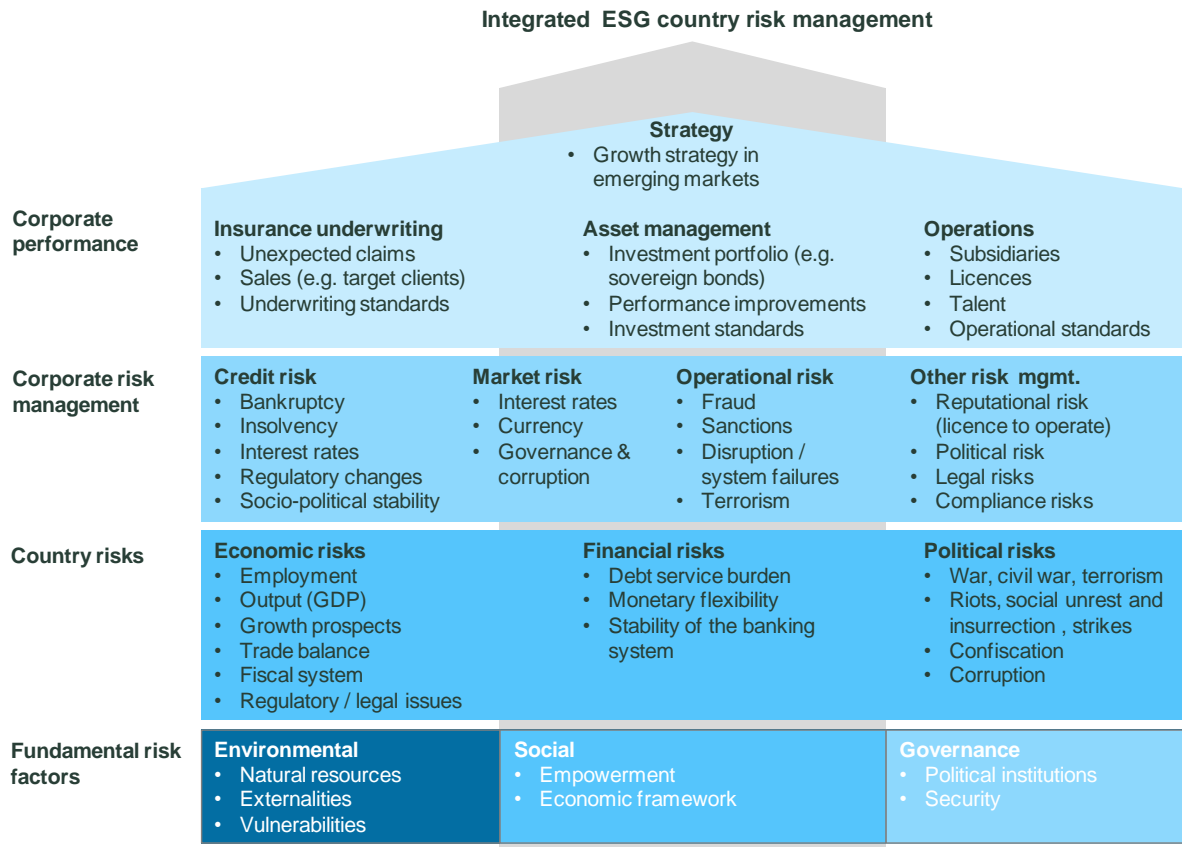 Integrated ESG country risk management
Strategy
• Growth strategy in
emerging markets
Corporate
performance
Insurance underwriting
• Unexpected claims
• Sales (e.g. target clients)
• Underwriting standards
Asset management
• Investment portfolio (e.g.
sovereign bonds)
• Performance improvements
• Investment standards
Operations
• Subsidiaries
• Licences
• Talent
• Operational standards
Corporate risk
management
Credit risk
• Bankruptcy
• Insolvency
• Interest rates
• Regulatory changes
• Socio-political stability
Market risk
• Interest rates
• Currency
• Governance &
corruption
Operational risk
• Fraud
• Sanctions
• Disruption /
system failures
• Terrorism
Other risk mgmt.
• Reputational risk
(licence to operate)
• Political risk
• Legal risks
• Compliance risks
Country risks
Economic risks
• Employment
• Output (GDP)
• Growth prospects
• Trade balance
• Fiscal system
• Regulatory / legal issues
Financial risks
• Debt service burden
• Monetary flexibility
• Stability of the banking
system
Political risks
• War, civil war, terrorism
• Riots, social unrest and
insurrection , strikes
• Confiscation
• Corruption
Fundamental risk
factors
Environmental
• Natural resources
• Externalities
• Vulnerabilities
Social
• Empowerment
• Economic framework
Governance
• Political institutions
• Security